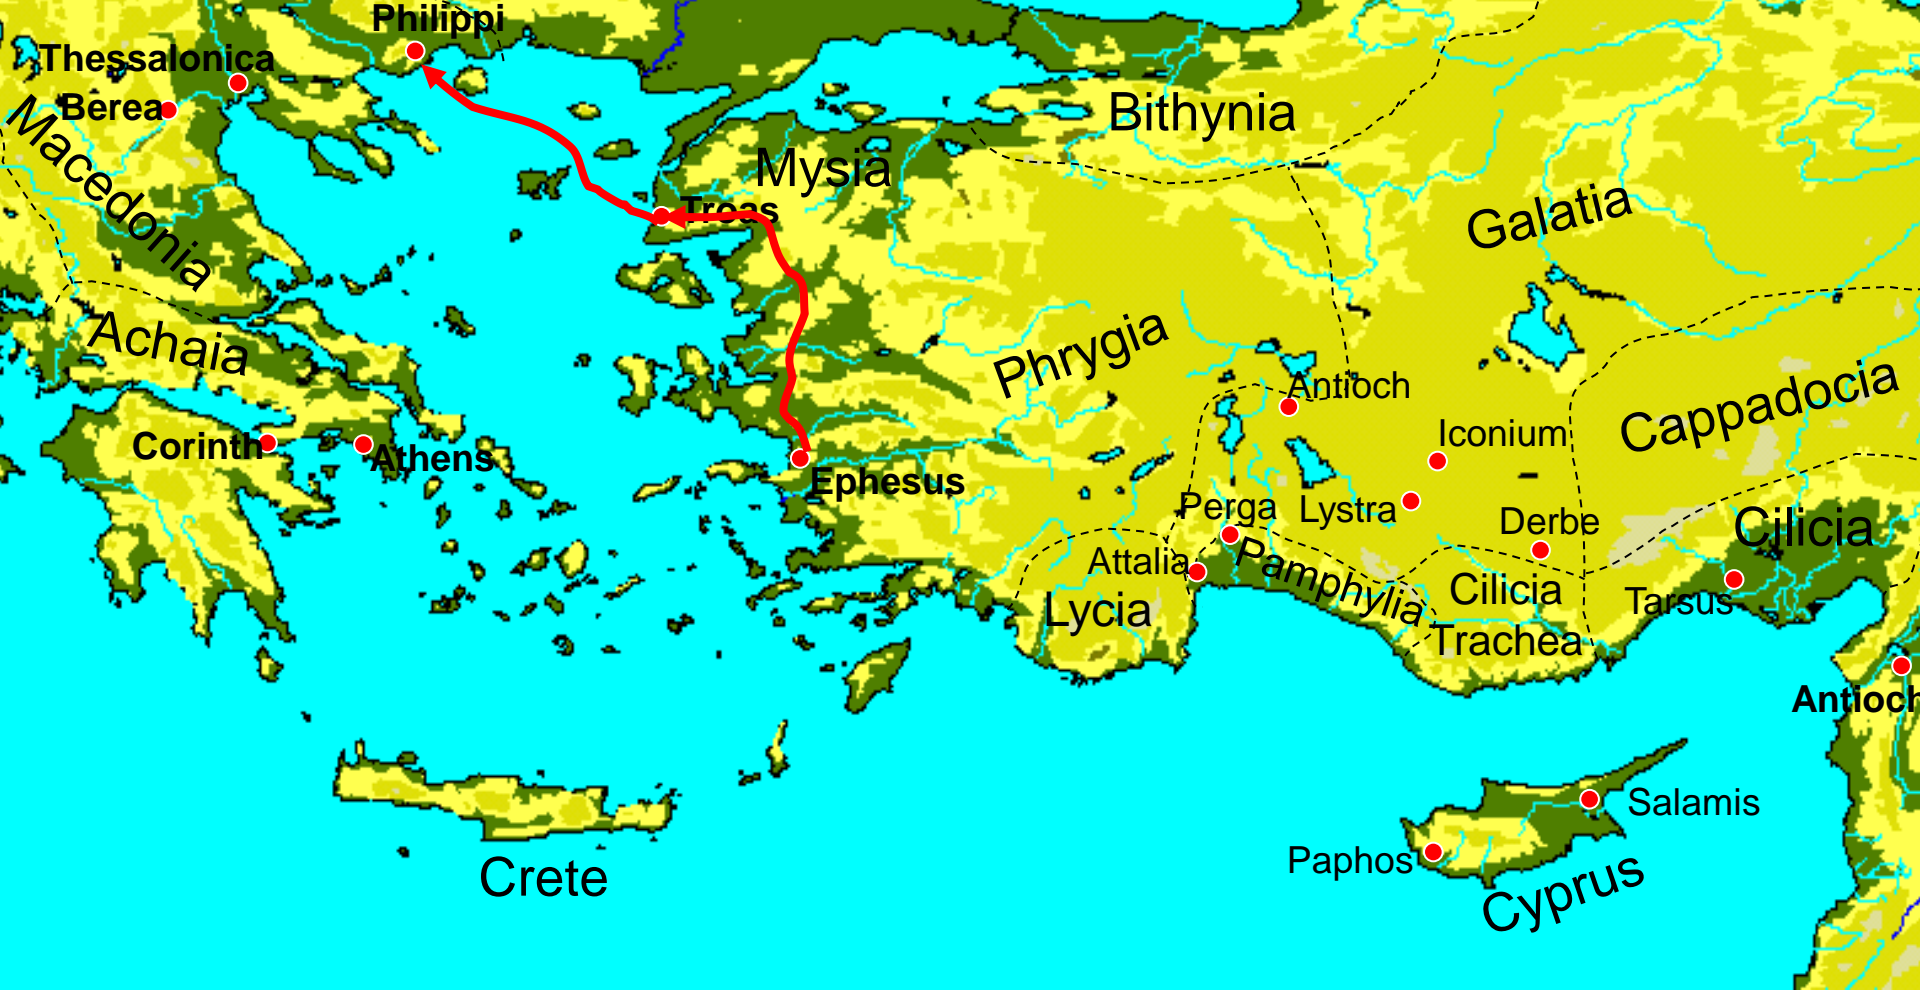 Philippi
Thessalonica
Berea
Macedonia
Bithynia
Mysia
Troas
Galatia
Achaia
Phrygia
Antioch
Cappadocia
Corinth
Athens
Iconium
Ephesus
Perga
Lystra
Derbe
Cilicia
Attalia
Pamphylia
Cilicia
Trachea
Lycia
Tarsus
Antioch
Salamis
Paphos
Crete
Cyprus